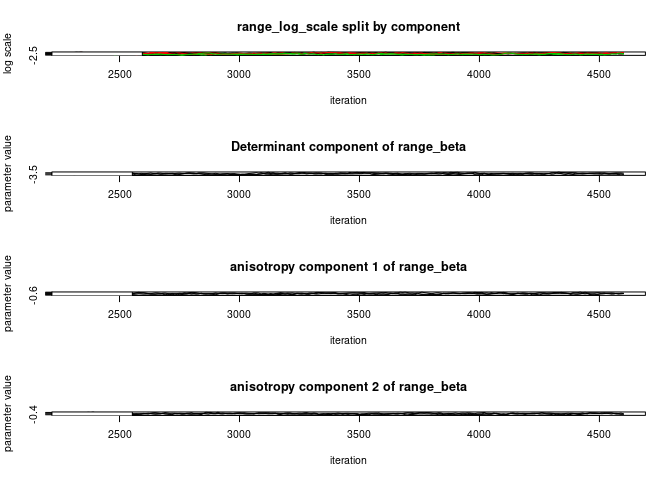 range_log_scale split by component
log scale
-2.5
2500 3000 3500 4000 4500
iteration
Determinant component of range_beta
parameter value
-3.5
2500 3000 3500 4000 4500
iteration
anisotropy component 1 of range_beta
parameter value
-0.6
2500 3000 3500 4000 4500
iteration
anisotropy component 2 of range_beta
parameter value
-0.4
2500 3000 3500 4000 4500
iteration